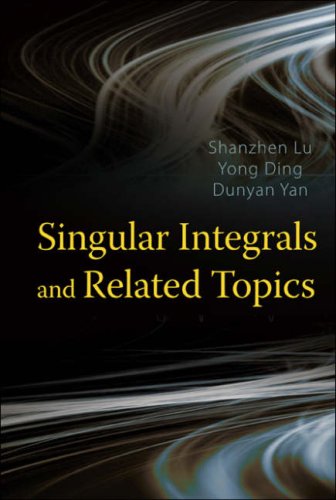 Shanzhen Lu
Yong Ding
Dunyan Yan
Singular Integrals
and Related Topics